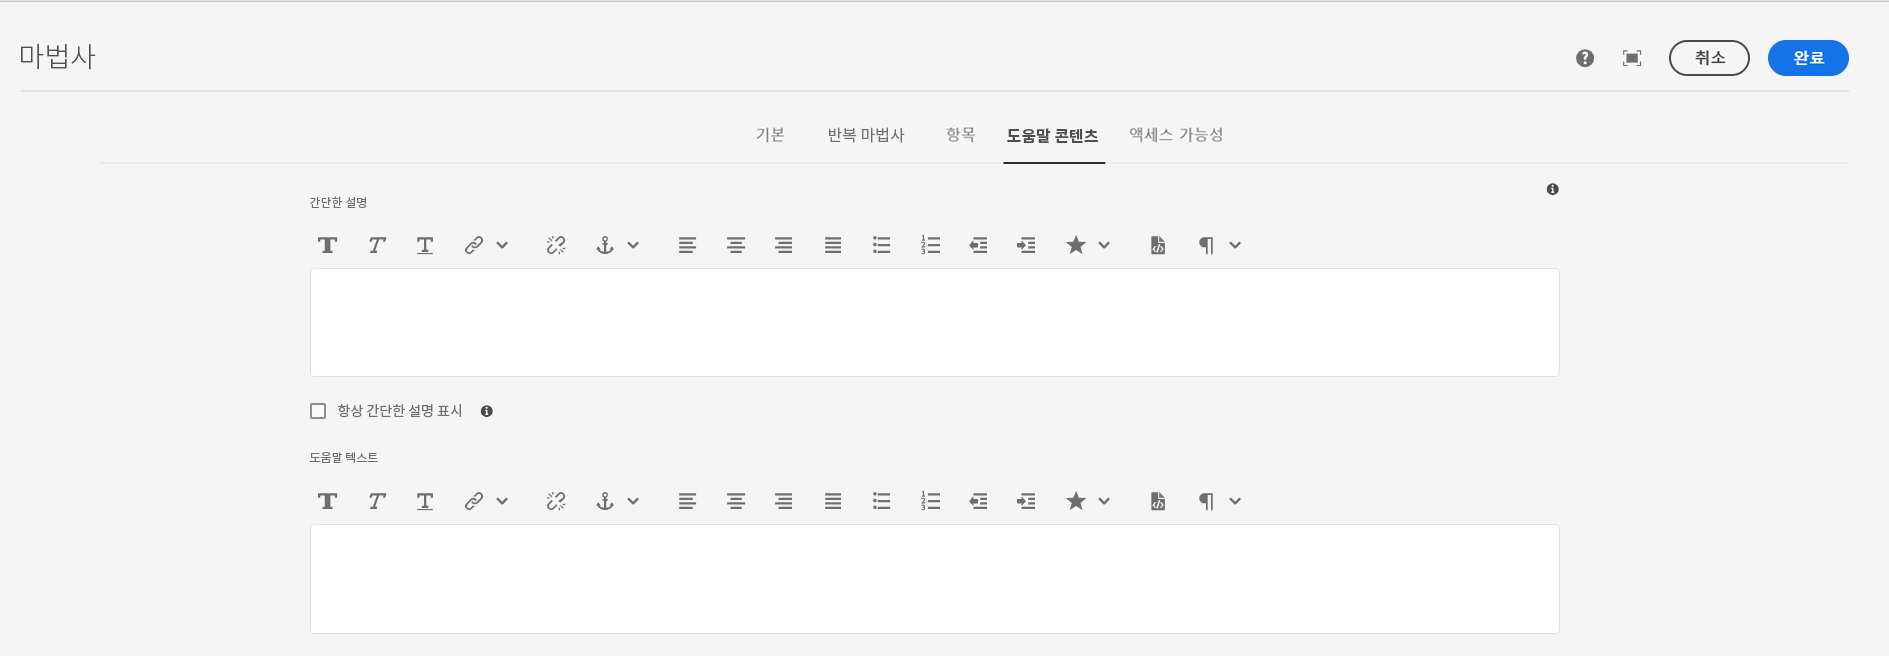 마법사
취소
완료
기본 반복 마법사 항목 도움말 콘텐츠 액세스 가능성
간단한 설명
항상 간단한 설명 표시
도움말 텍스트